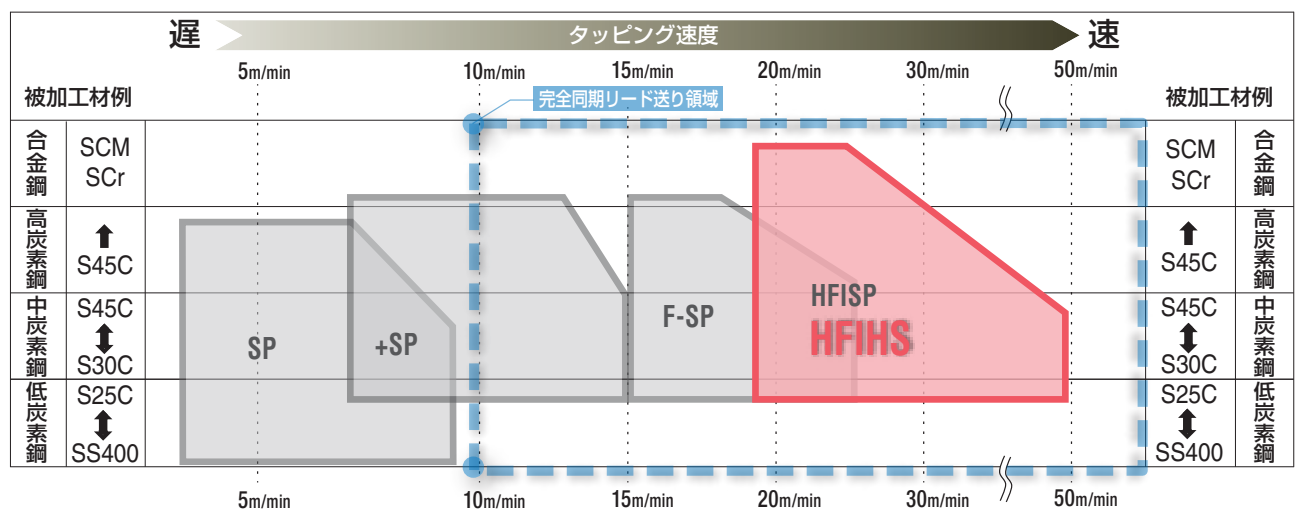 遅 タッピング速度 速
5m/min 10m/min 15m/min 20m/min 30m/min 50m/min
被加工材例 完全同期リード送り領域 被加工材例
合金鋼 SCM SCr SCM SCr 合金鋼
高炭素鋼 ⬆ S45C ⬆ S45C 高炭素鋼
中炭素鋼 S45C ⬍ S30C S45C ⬍ S30C 中炭素鋼
低炭素鋼 S25C ⬍ SS400 S25C ⬍ SS400 低炭素鋼
SP
+SP
F-SP
HFISP
HFIHS
5m/min 10m/min 15m/min 20m/min 30m/min 50m/min